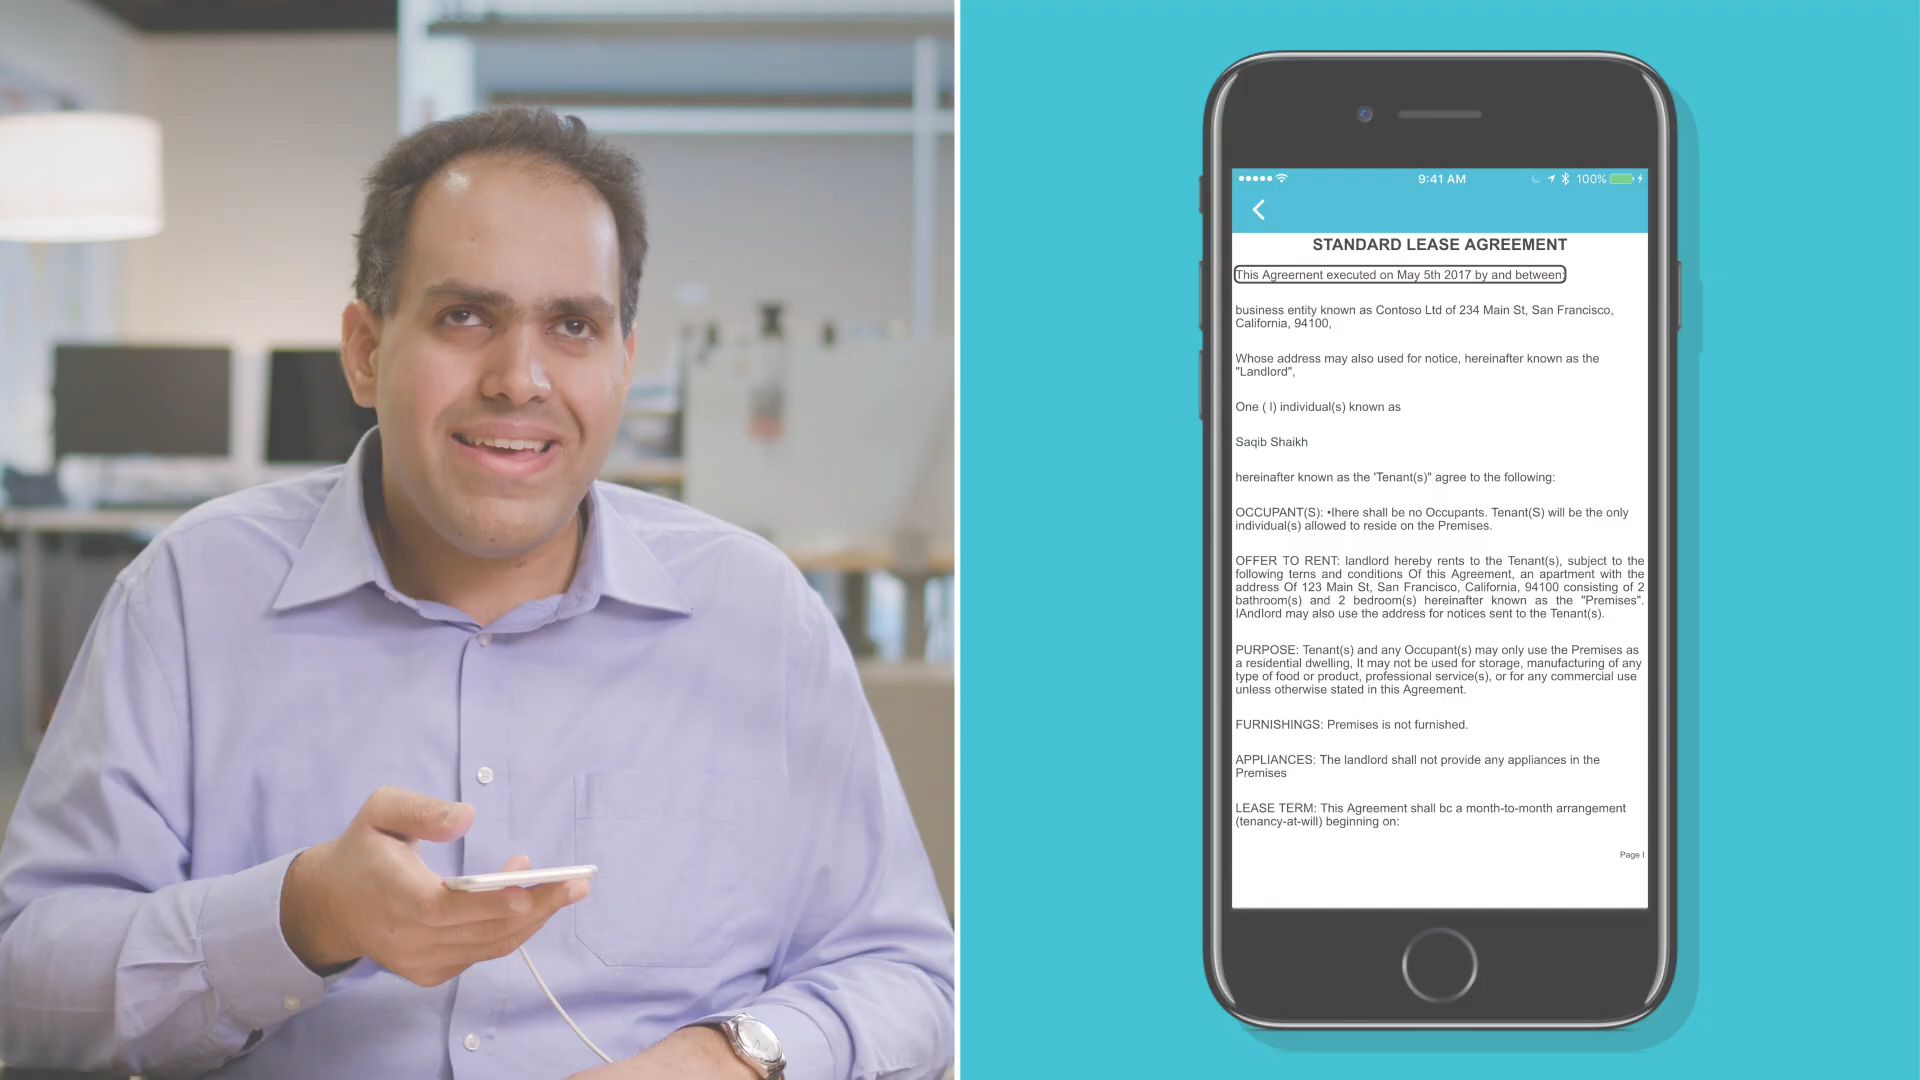 9:41 AM
100%
STANDARD LEASE AGREEMENT
This Agreernent executed on May 5th 2017 by and between:
business entity known as Contoso Ltd of 234 Main St, San Francisco,
California, 94100,
Whose address may also used for notice, hereinafter known as the
"Landlord",
One ( I) individual(s) known as
Saqib Shaikh
hereinafter known as the 'Tenant(s)" agree to the following:
OCCUPANT(S): •Ihere shall be no Occupants. Tenant(S) will be the only
individual(s) allowed to reside on the Premises.
OFFER TO RENT: landlord hereby rents to the Tenant(s), subject to the
following terns and conditions Of this Agreement, an apartment with the
address Of 123 Main St, San Francisco, California, 94100 consisting of 2
bathroom(s) and 2 bedroom(s) hereinafter known as the "Premises".
lAndlord may also use the address for notices sent to the Tenant(s).
PURPOSE: Tenant(s) and any Occupant(s) may only use the Premises as
a residential dwelling, It may not be used for storage, manufacturing of any
type of food or product, professional service(s), or for any commercial use
unless otherwise stated in this Agreement.
FURNISHINGS: Premises is not furnished.
APPLIANCES: The landlord shall not provide any appliances in the
Premises
LEASE TERM: This Agreement shall bc a month-to-month arrangement
(tenancy-at-will) beginning on:
Page I